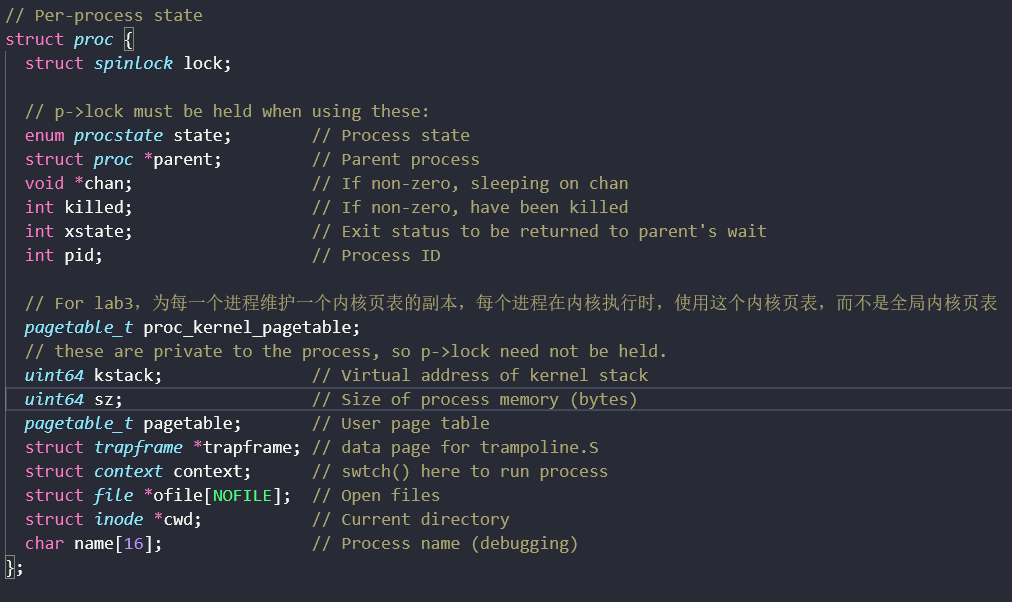 // Per-process state
struct proc {
  struct spinlock lock;

  // p->lock must be held when using these:
  enum procstate state;        // Process state
  struct proc *parent;         // Parent process
  void *chan;                  // If non-zero, sleeping on chan
  int killed;                  // If non-zero, have been killed
  int xstate;                  // Exit status to be returned to parent's wait
  int pid;                     // Process ID

  // For lab3，为每一个进程维护一个内核页表的副本，每个进程在内核执行时，使用这个内核页表，而不是全局内核页表
  pagetable_t proc_kernel_pagetable;
  // these are private to the process, so p->lock need not be held.
  uint64 kstack;               // Virtual address of kernel stack
  uint64 sz;                   // Size of process memory (bytes)
  pagetable_t pagetable;       // User page table
  struct trapframe *trapframe; // data page for trampoline.S
  struct context context;      // swtch() here to run process
  struct file *ofile[NOFILE];  // Open files
  struct inode *cwd;           // Current directory
  char name[16];               // Process name (debugging)
};